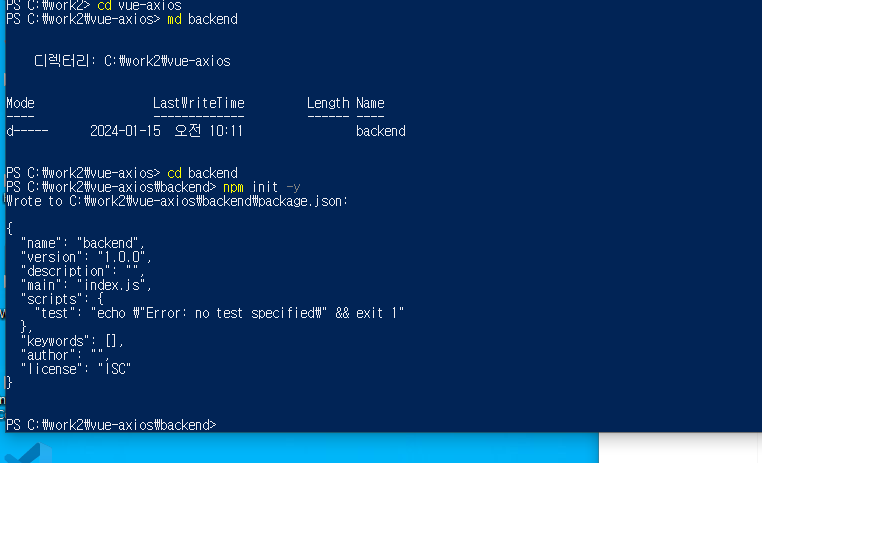 PS C:₩work2> cd vue-axios
PS C:₩work2₩vue-axios> md backend
디렉터리: C:₩work2₩vue-axios
Mode LastWriteTime Length Name
---- ------------- ------ ----
d----- 2024-01-15 오전 10:11 backend
PS C:₩work2₩vue-axios> cd backend
PS C:₩work2₩vue-axios₩backend> npm init -y
Wrote to C:₩work2₩vue-axios₩backend₩package.json:
{
"name": "backend",
"version": "1.0.0",
"description": "",
"main": "index.js",
"scripts": {
"test": "echo ₩"Error: no test specified₩" && exit 1"
},
"keywords": [],
"author": "",
"license": "ISC"
}
PS C:₩work2₩vue-axios₩backend>